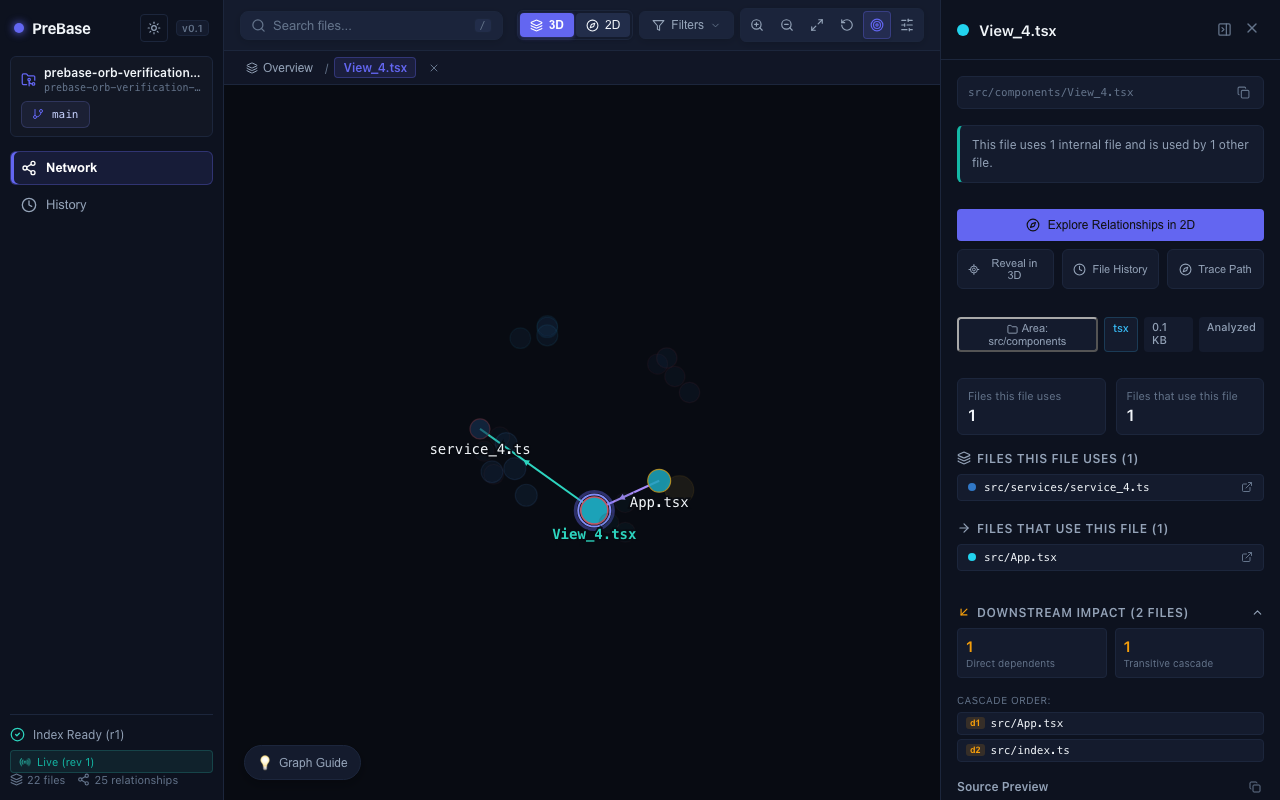 PreBase
v0.1
prebase-orb-verification...
prebase-orb-verification-...
main
Network
History
Index Ready (r1)
Live (rev 1)
22 files
25 relationships
Search files...
/
3D
2D
Filters
Overview
/
View_4.tsx
service_4.ts
App.tsx
View_4.tsx
Graph Guide
View_4.tsx
src/components/View_4.tsx
This file uses 1 internal file and is used by 1 other
file.
Explore Relationships in 2D
Reveal in
3D
File History
Trace Path
Area:
src/components
tsx
0.1
KB
Analyzed
Files this file uses
1
Files that use this file
1
FILES THIS FILE USES (1)
src/services/service_4.ts
FILES THAT USE THIS FILE (1)
src/App.tsx
DOWNSTREAM IMPACT (2 FILES)
1
Direct dependents
1
Transitive cascade
CASCADE ORDER:
d1 src/App.tsx
d2 src/index.ts
Source Preview